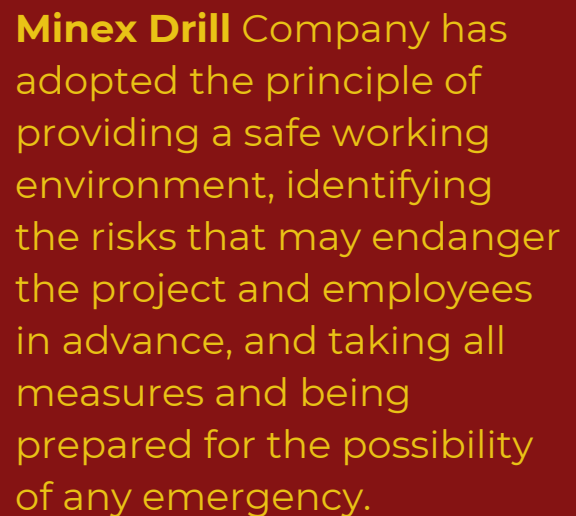 Minex Drill Company has
adopted the principle of
providing a safe working
environment, identifying
the risks that may endanger
the project and employees
in advance, and taking all
measures and being
prepared for the possibility
of any emergency.